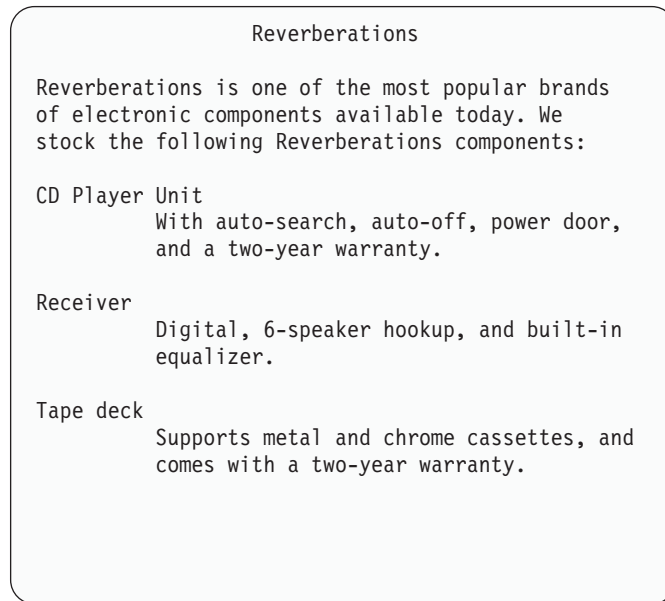 Reverberations
Reverberations is one of the most popular brands
of electronic components available today. We
stock the following Reverberations components:
CD Player Unit
With auto-search, auto-off, power door,
and a two-year warranty.
Receiver
Digital, 6-speaker hookup, and built-in
equalizer.
Tape deck
Supports metal and chrome cassettes, and
comes with a two-year warranty.